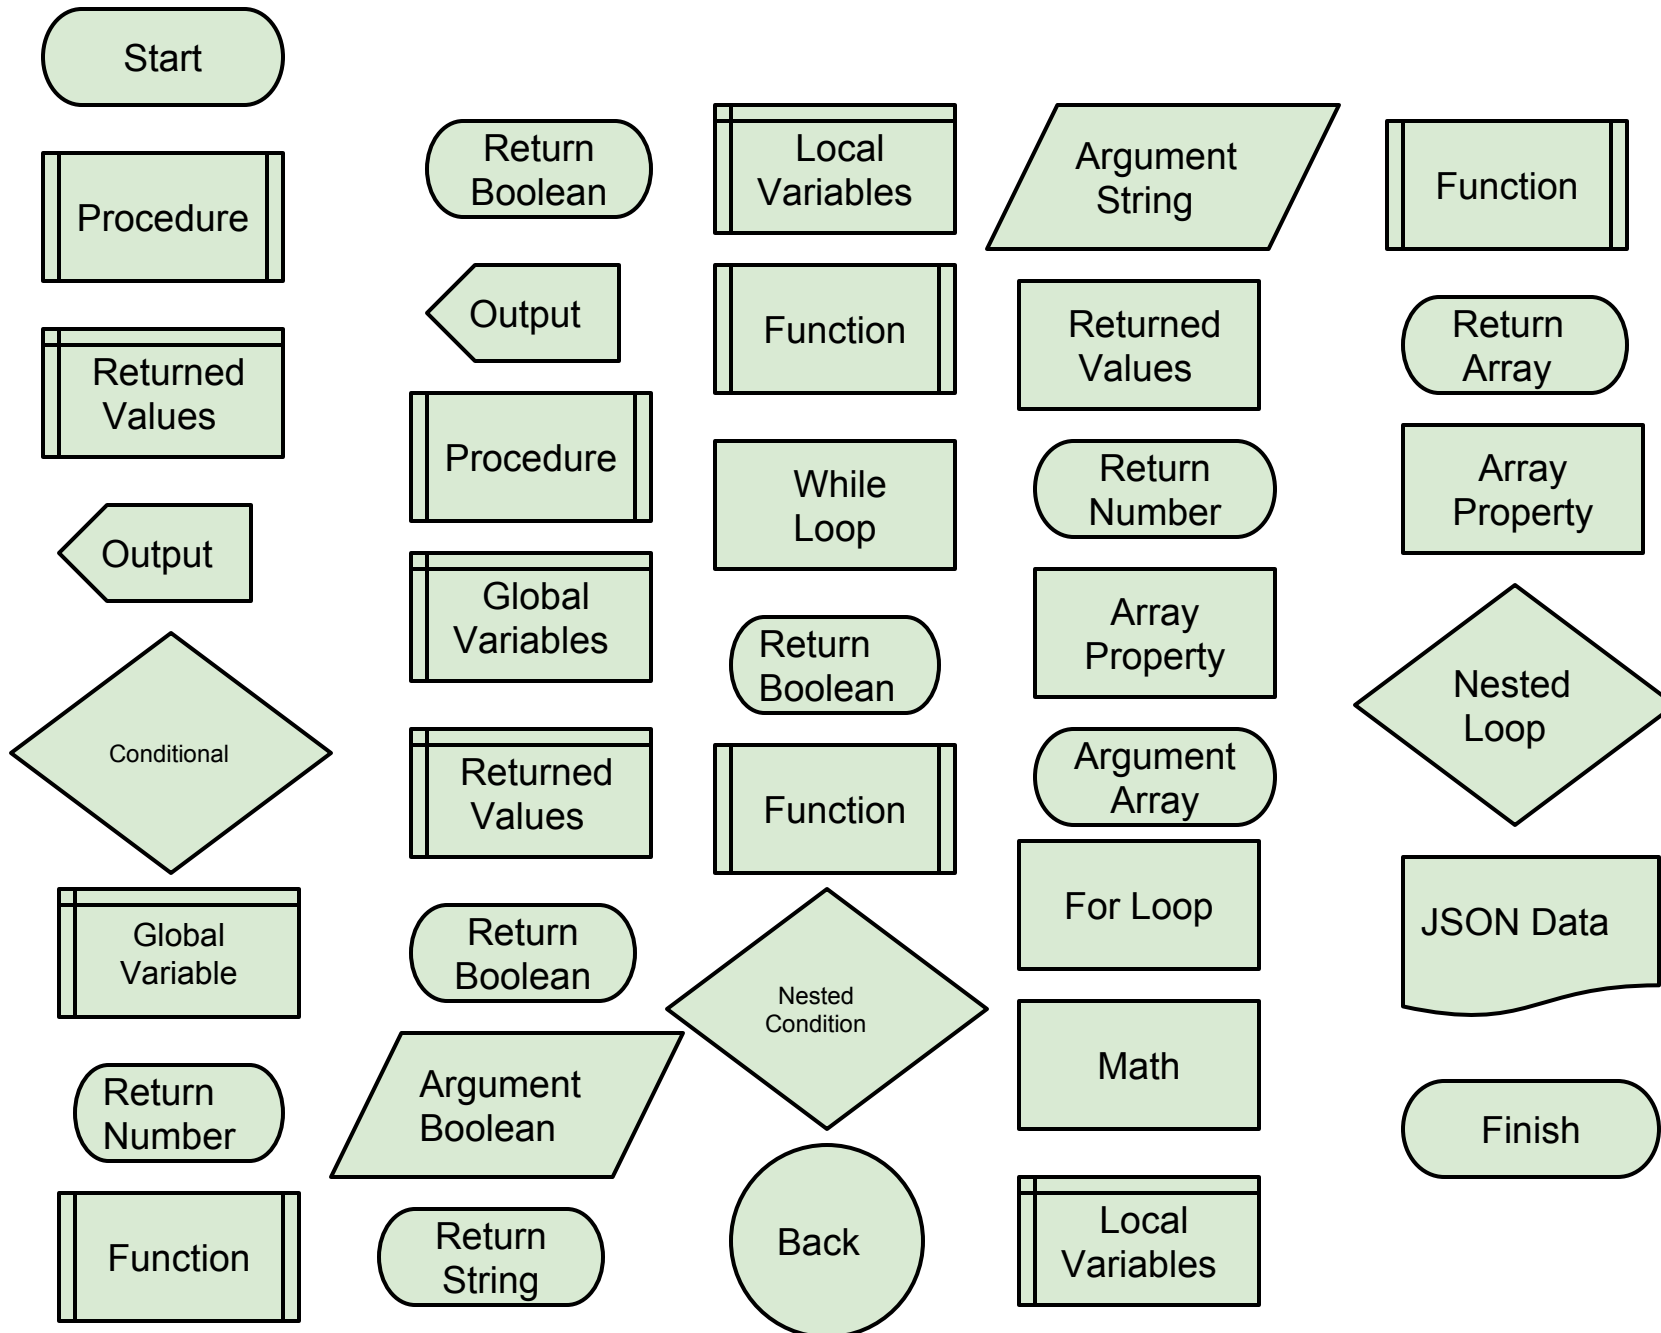 Start
Procedure
Returned
Values
Output
Conditional
Global
Variable
Return
Number
Function
Return
Boolean
Output
Procedure
Global
Variables
Returned
Values
Return
Boolean
Argument
Boolean
Return
String
Local
Variables
Function
While
Loop
Return
Boolean
Function
Nested
Condition
Back
Argument
String
Returned
Values
Return
Number
Array
Property
Argument
Array
For Loop
Math
Local
Variables
Function
Return
Array
Array
Property
Nested
Loop
JSON Data
Finish